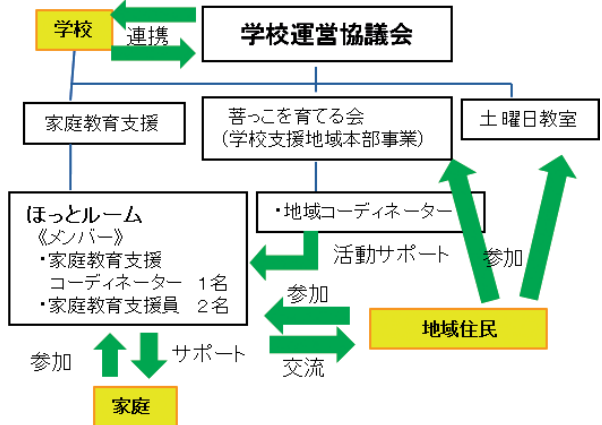 学校
連携
学校運営協議会
家庭教育支援
菩っこを育てる会
(学校支援地域本部事業)
土曜日教室
ほっとルーム
《メンバー》
・家庭教育支援
コーディネーター 1名
・家庭教育支援員 2名
・地域コーディネーター
活動サポート
参加
参加
地域住民
交流
参加
サポート
家庭